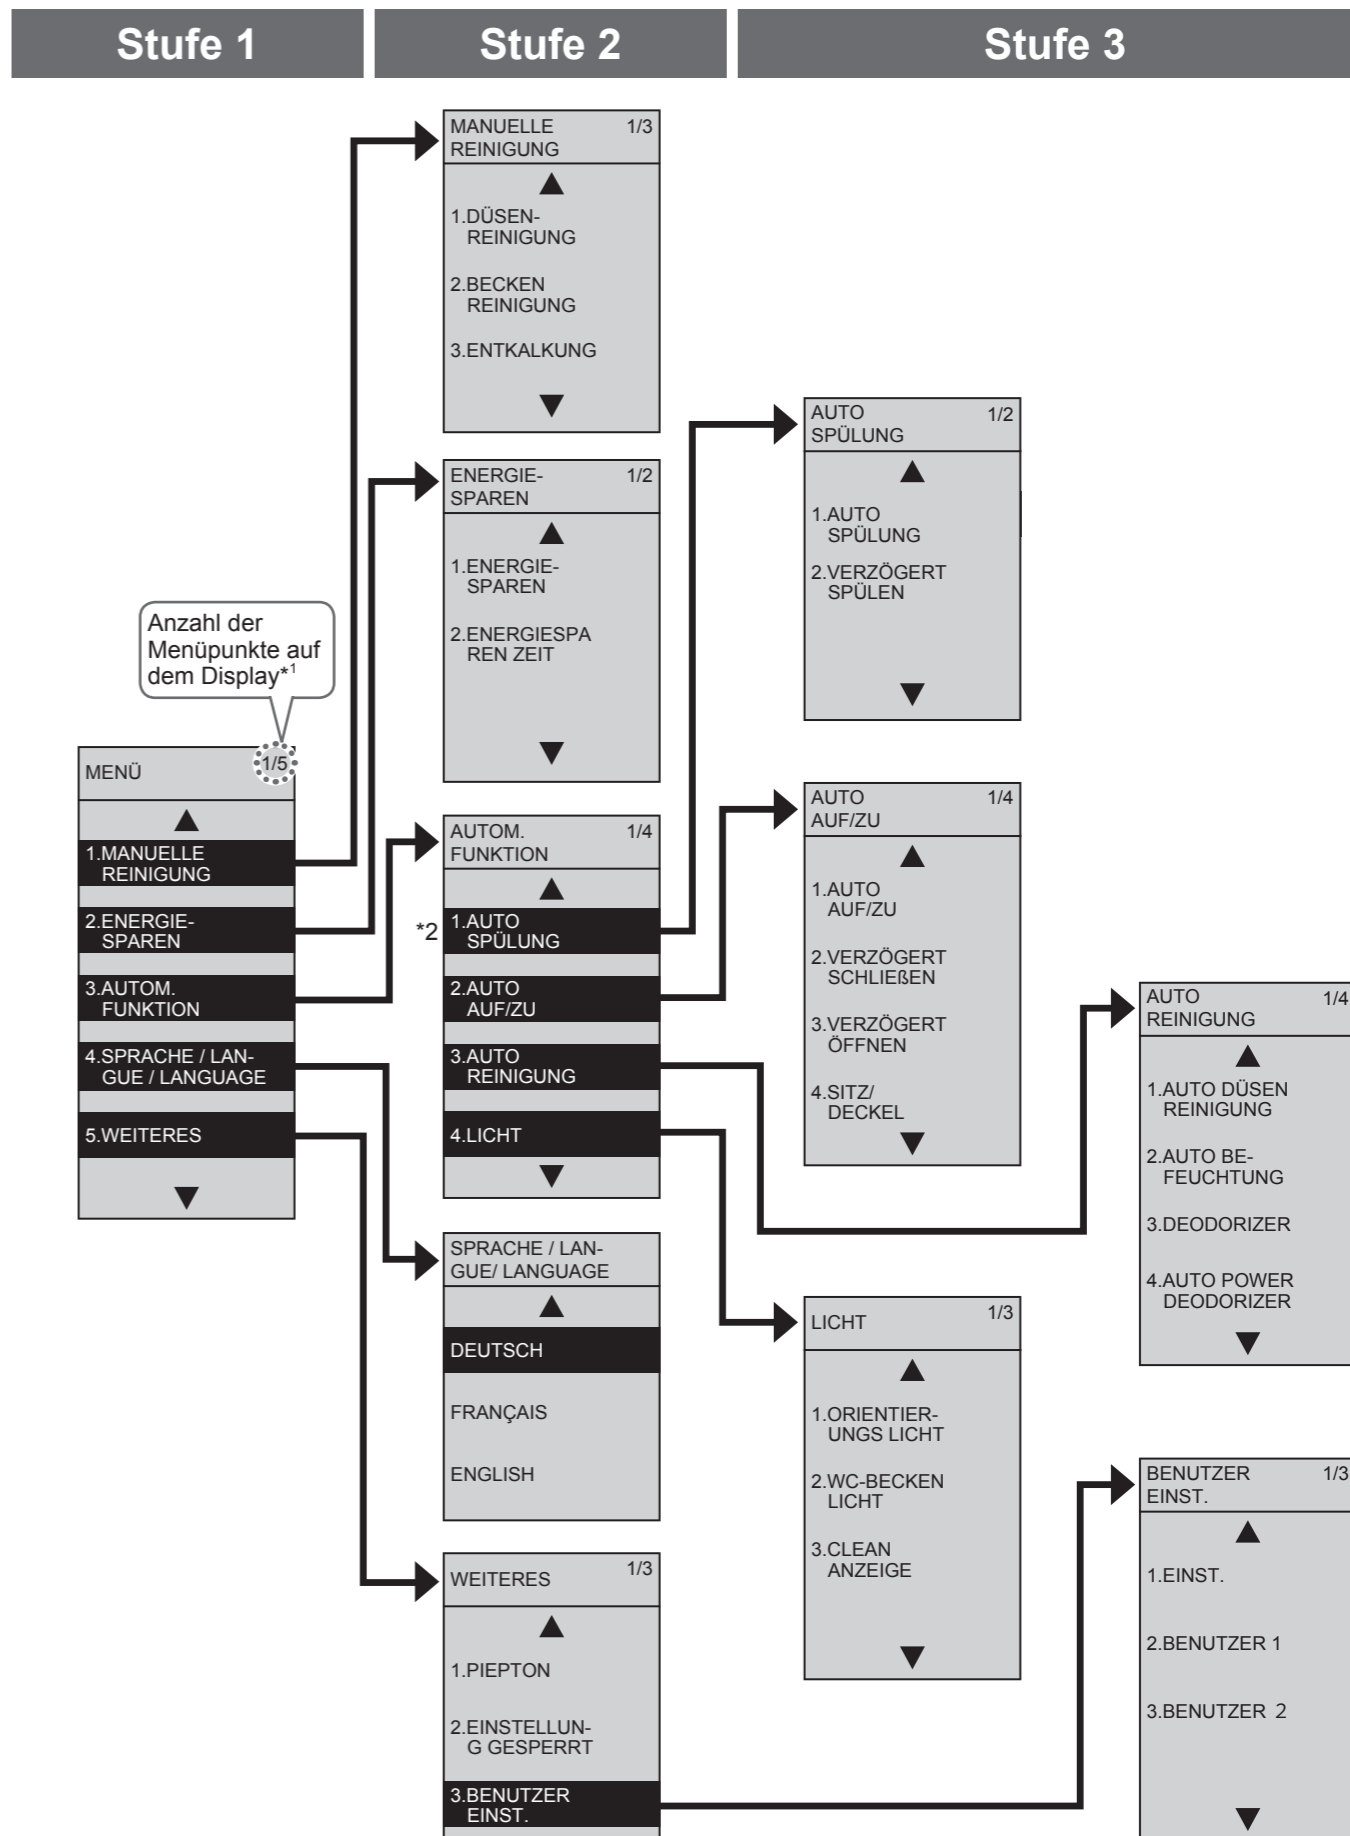 Stufe 1
Stufe 2
Stufe 3
MANUELLE 1/3
REINIGUNG
1.DÜSEN-
REINIGUNG
2.BECKEN
REINIGUNG
3.ENTKALKUNG
ENERGIE- 1/2
SPAREN
1.ENERGIE-
SPAREN
2.ENERGIESPA
REN ZEIT
Anzahl der
Menüpunkte auf
dem Display*1
MENÜ 1/5
1.MANUELLE
REINIGUNG
2.ENERGIE-
SPAREN
3.AUTOM.
FUNKTION
4.SPRACHE / LAN-
GUE / LANGUAGE
5.WEITERES
AUTOM. 1/4
FUNKTION
*2
1.AUTO
SPÜLUNG
2.AUTO
AUF/ZU
3.AUTO
REINIGUNG
4.LICHT
SPRACHE / LAN-
GUE/ LANGUAGE
DEUTSCH
FRANÇAIS
ENGLISH
WEITERES 1/3
1.PIEPTON
2.EINSTELLUN-
G GESPERRT
3.BENUTZER
EINST.
AUTO 1/2
SPÜLUNG
1.AUTO
SPÜLUNG
2.VERZÖGERT
SPÜLEN
AUTO 1/4
AUF/ZU
1.AUTO
AUF/ZU
2.VERZÖGERT
SCHLIEßEN
3.VERZÖGERT
ÖFFNEN
4.SITZ/
DECKEL
LICHT 1/3
1.ORIENTIER-
UNGS LICHT
2.WC-BECKEN
LICHT
3.CLEAN
ANZEIGE
AUTO 1/4
REINIGUNG
1.AUTO DÜSEN
REINIGUNG
2.AUTO BE-
FEUCHTUNG
3.DEODORIZER
4.AUTO POWER
DEODORIZER
BENUTZER 1/3
EINST.
1.EINST.
2.BENUTZER 1
3.BENUTZER 2